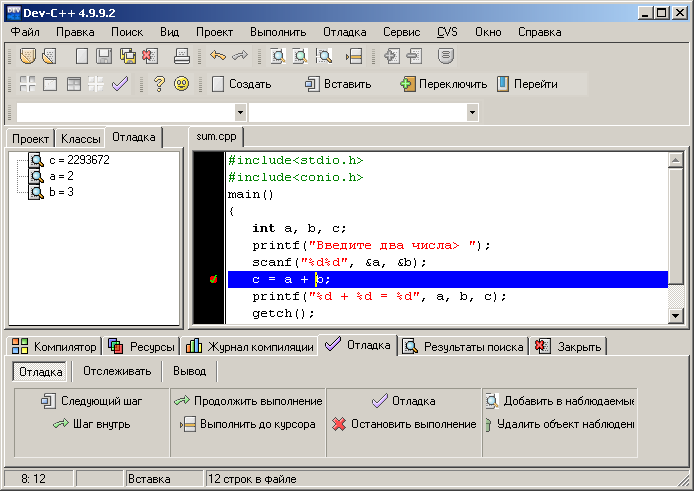 Dev-C++ 4.9.9.2
Файл Правка Поиск Вид Проект Выполнить Отладка Сервис CVS Окно Справка
Создать Вставить Переключить Перейти
Проект Классы Отладка sum.cpp
c = 2293672
a = 2
b = 3
#include<stdio.h>
#include<conio.h>
main()
{
int a, b, c;
printf("Введите два числа> ");
scanf("%d%d", &a, &b);
c = a + b;
printf("%d + %d = %d", a, b, c);
getch();
Компилятор Ресурсы Журнал компиляции Отладка Результаты поиска Закрыть
Отладка Отслеживать Вывод
Следующий шаг Продолжить выполнение Отладка Добавить в наблюдаемые
Шаг внутрь Выполнить до курсора Остановить выполнение Удалить объект наблюден
8: 12 Вставка 12 строк в файле